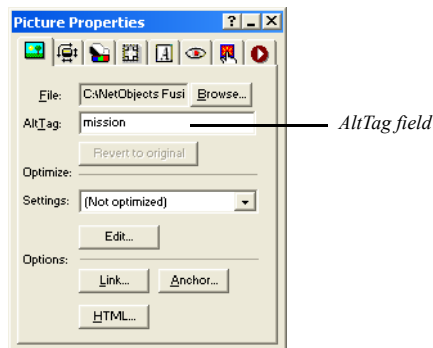 Picture Properties
File: C:\NetObjects Fusi Browse...
AltTag: mission
AltTag field
Revert to original
Optimize:
Settings: (Not optimized)
Edit...
Options:
Link... Anchor...
HTML...